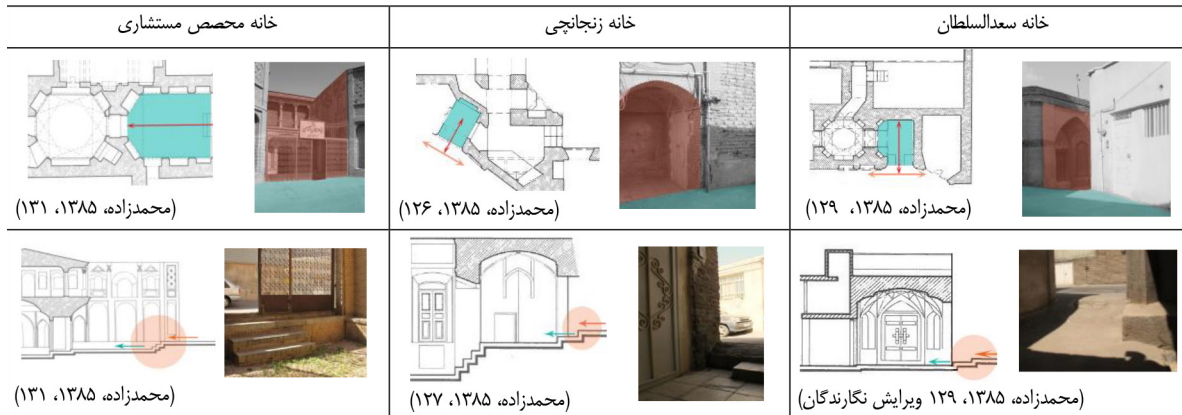 خانه سعدالسلطان
خانه زنجانچی
خانه محصص مستشاری
(محمدزاده، ۱۳۸۵، ۱۲۹)
(محمدزاده، ۱۳۸۵، ۱۲۶)
(محمدزاده، ۱۳۸۵، ۱۳۱)
(محمدزاده، ۱۳۸۵، ۱۲۹ ویرایش نگارندگان)
(محمدزاده، ۱۳۸۵، ۱۲۷)
(محمدزاده، ۱۳۸۵، ۱۳۱)